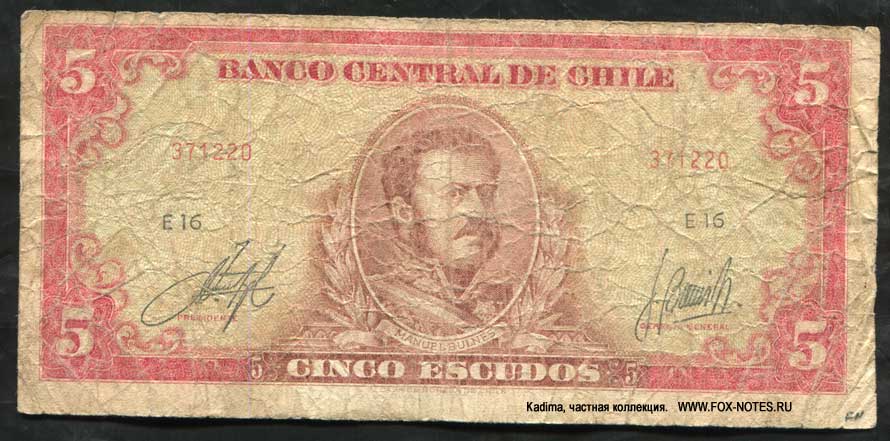 5 5
BANCO CENTRAL DE CHILE
371220 371220
E 16 E 16
PRESIDENTE GERENTE GENERAL
MANUEL BULNES
5 5
5 CINCO ESCUDOS 5
Kadima, частная коллекция. WWW.FOX-NOTES.RU